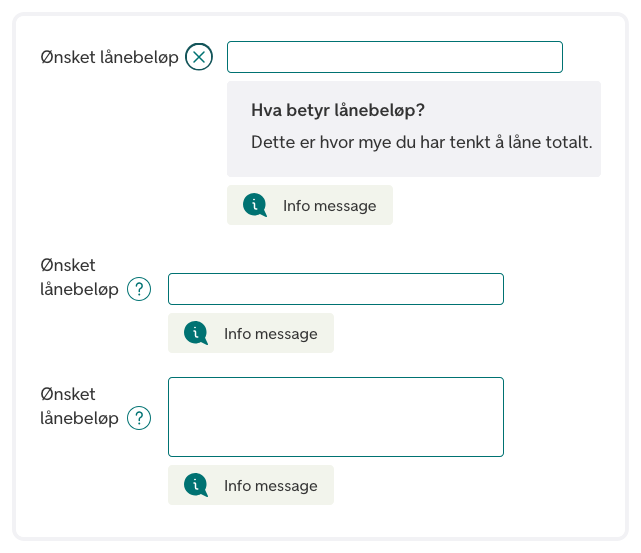 Ønsket lånebeløp
Hva betyr lånebeløp?
Dette er hvor mye du har tenkt å låne totalt.
i Info message
Ønsket
lånebeløp ?
i Info message
Ønsket
lånebeløp ?
i Info message